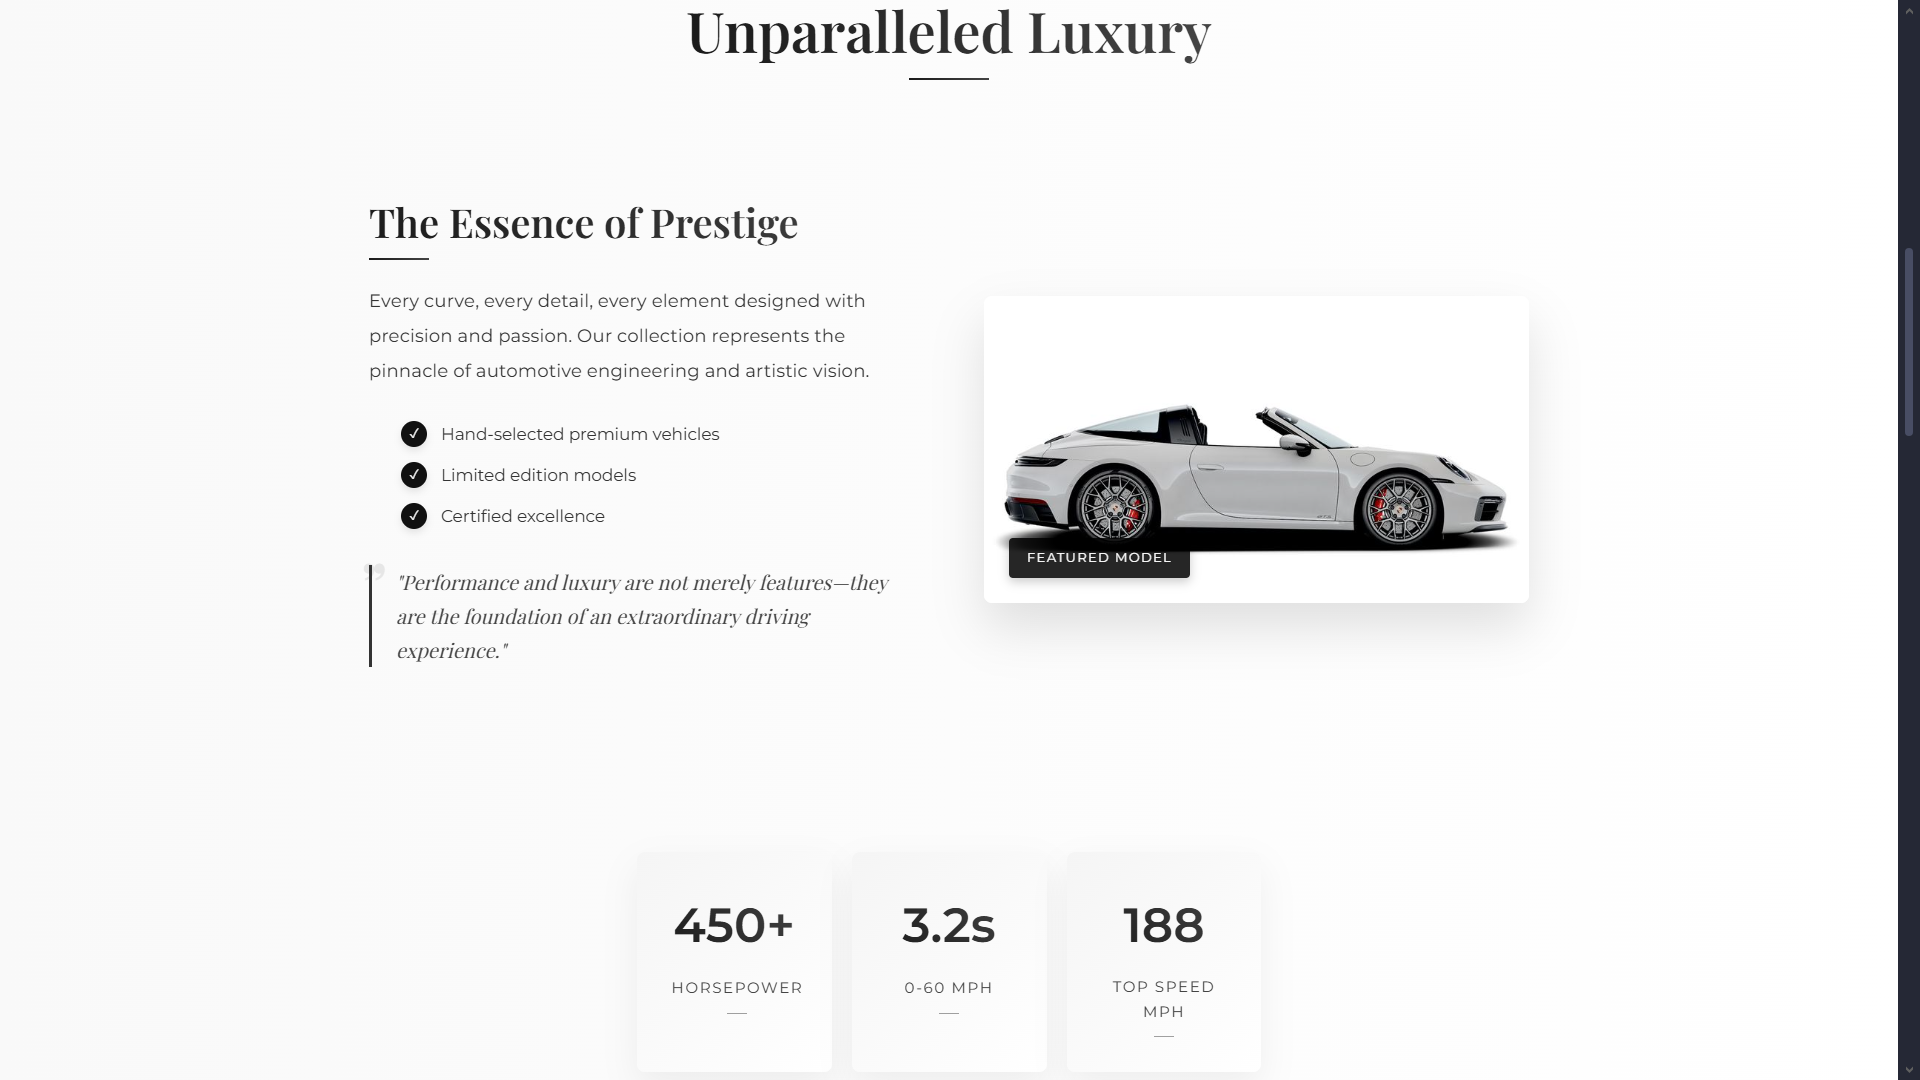 Unparalleled Luxury
The Essence of Prestige
Every curve, every detail, every element designed with
precision and passion. Our collection represents the
pinnacle of automotive engineering and artistic vision.
✓ Hand-selected premium vehicles
✓ Limited edition models
✓ Certified excellence
"
"Performance and luxury are not merely features—they
are the foundation of an extraordinary driving
experience."
FEATURED MODEL
450+
HORSEPOWER
3.2s
0-60 MPH
188
TOP SPEED
MPH